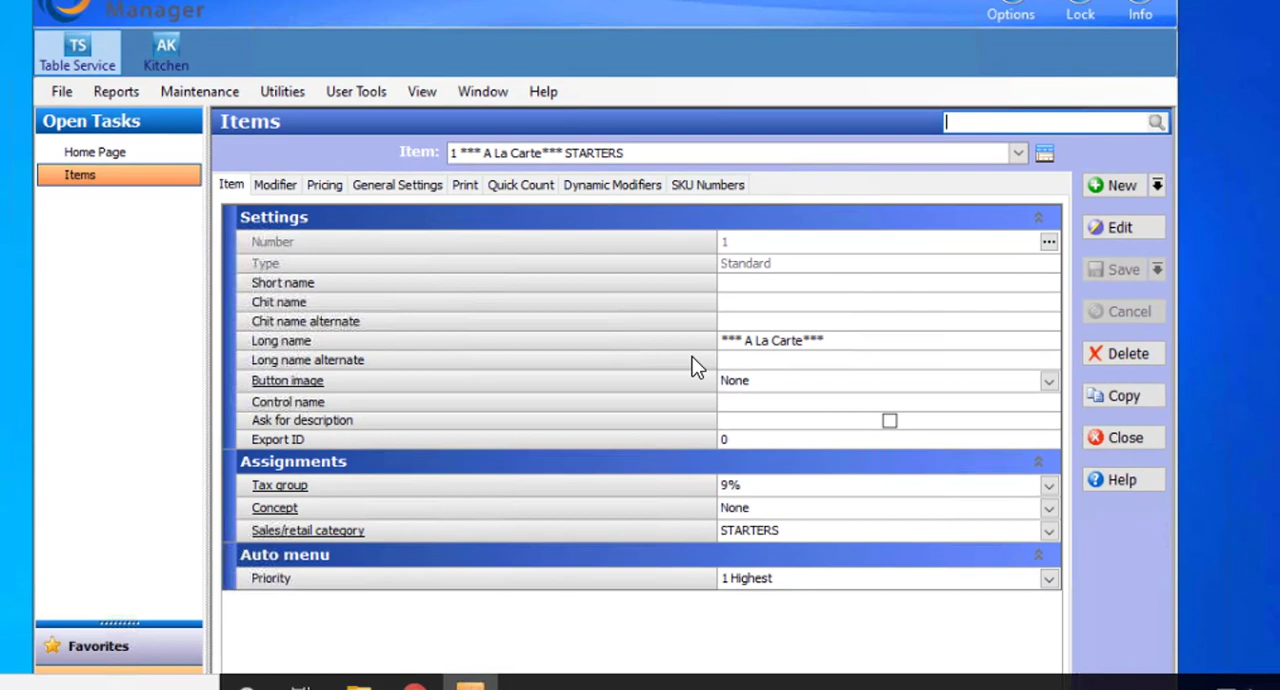 Manager
Options Lock Info
TS AK
Table Service Kitchen
File Reports Maintenance Utilities User Tools View Window Help
Open Tasks
Home Page
Items
Favorites
Items
Item: 1 *** A La Carte*** STARTERS
Item Modifier Pricing General Settings Print Quick Count Dynamic Modifiers SKU Numbers
Settings
Number 1
Type Standard
Short name
Chit name
Chit name alternate
Long name *** A La Carte***
Long name alternate
Button image None
Control name
Ask for description
Export ID 0
Assignments
Tax group 9%
Concept None
Sales/retail category STARTERS
Auto menu
Priority 1 Highest
New
Edit
Save
Cancel
Delete
Copy
Close
Help